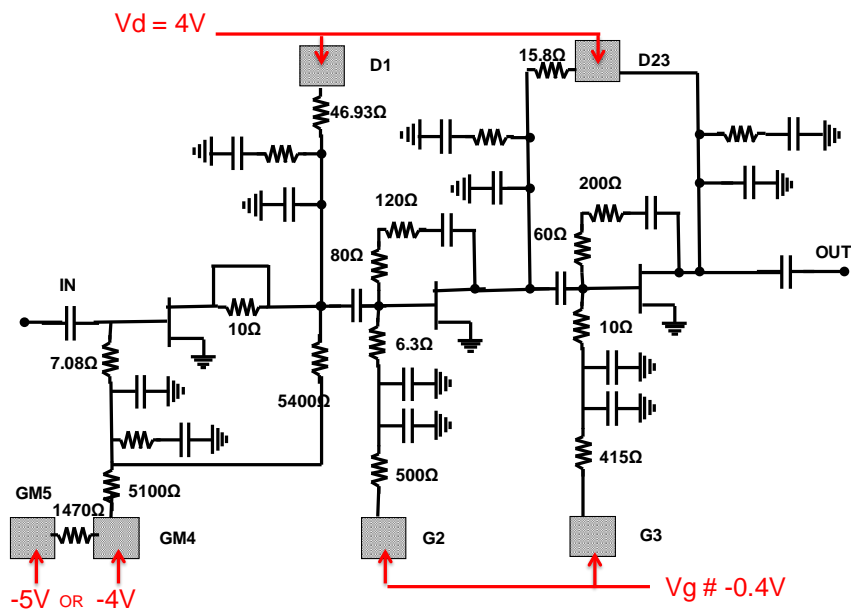 Vd = 4V
15.8Ω
D1
D23
46.93Ω
120Ω
200Ω
80Ω
60Ω
IN
OUT
10Ω
7.08Ω
6.3Ω
10Ω
5400Ω
5100Ω
500Ω
415Ω
GM5
1470Ω
GM4
G2
G3
-5V OR -4V
Vg # -0.4V